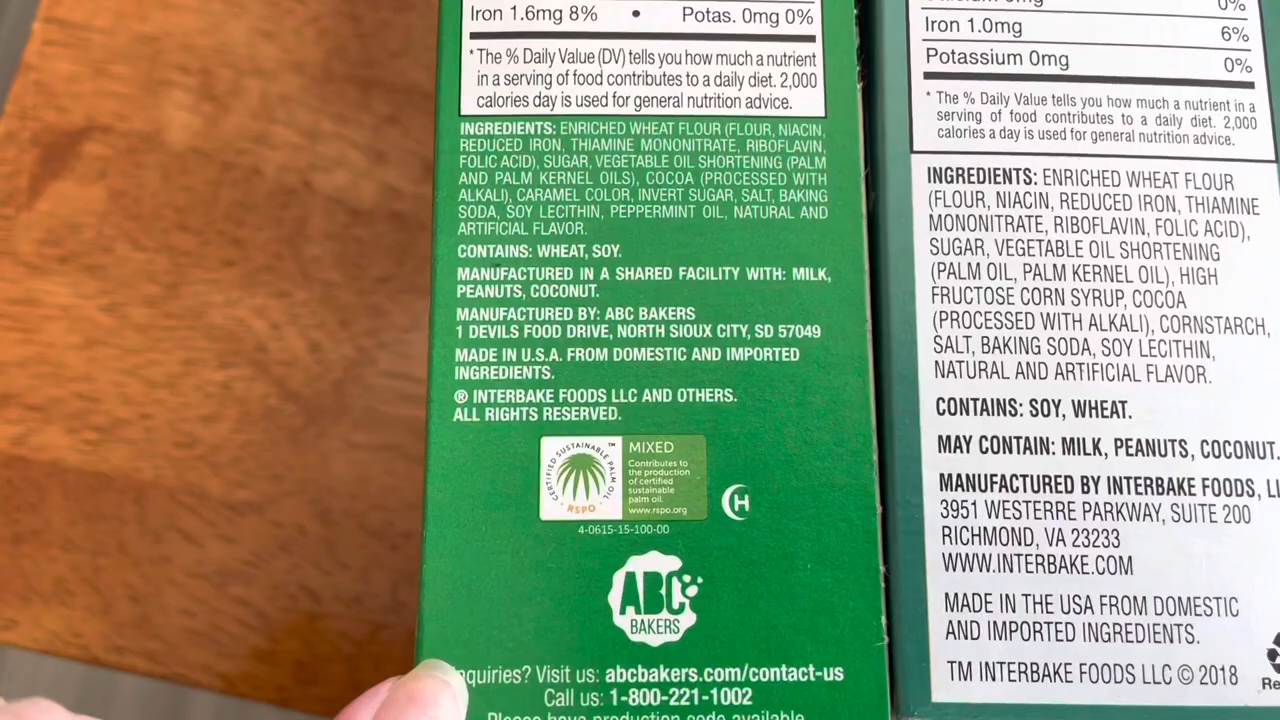 Iron 1.6mg 8% • Potas. 0mg 0%
* The % Daily Value (DV) tells you how much a nutrient
in a serving of food contributes to a daily diet. 2,000
calories day is used for general nutrition advice.
INGREDIENTS: ENRICHED WHEAT FLOUR (FLOUR, NIACIN,
REDUCED IRON, THIAMINE MONONITRATE, RIBOFLAVIN,
FOLIC ACID), SUGAR, VEGETABLE OIL SHORTENING (PALM
AND PALM KERNEL OILS), COCOA (PROCESSED WITH
ALKALI), CARAMEL COLOR, INVERT SUGAR, SALT, BAKING
SODA, SOY LECITHIN, PEPPERMINT OIL, NATURAL AND
ARTIFICIAL FLAVOR.
CONTAINS: WHEAT, SOY.
MANUFACTURED IN A SHARED FACILITY WITH: MILK,
PEANUTS, COCONUT.
MANUFACTURED BY: ABC BAKERS
1 DEVILS FOOD DRIVE, NORTH SIOUX CITY, SD 57049
MADE IN U.S.A. FROM DOMESTIC AND IMPORTED
INGREDIENTS.
® INTERBAKE FOODS LLC AND OTHERS.
ALL RIGHTS RESERVED.
CERTIFIED SUSTAINABLE PALM OIL ™
RSPO
MIXED
Contributes to
the production
of certified
sustainable
palm oil.
www.rspo.org
H
4-0615-15-100-00
ABC
BAKERS
nquiries? Visit us: abcbakers.com/contact-us
Call us: 1-800-221-1002
Please have production code available
0mg 0%
Iron 1.0mg 6%
Potassium 0mg 0%
* The % Daily Value tells you how much a nutrient in a
serving of food contributes to a daily diet. 2,000
calories a day is used for general nutrition advice.
INGREDIENTS: ENRICHED WHEAT FLOUR
(FLOUR, NIACIN, REDUCED IRON, THIAMINE
MONONITRATE, RIBOFLAVIN, FOLIC ACID),
SUGAR, VEGETABLE OIL SHORTENING
(PALM OIL, PALM KERNEL OIL), HIGH
FRUCTOSE CORN SYRUP, COCOA
(PROCESSED WITH ALKALI), CORNSTARCH,
SALT, BAKING SODA, SOY LECITHIN,
NATURAL AND ARTIFICIAL FLAVOR.
CONTAINS: SOY, WHEAT.
MAY CONTAIN: MILK, PEANUTS, COCONUT.
MANUFACTURED BY INTERBAKE FOODS, LL
3951 WESTERRE PARKWAY, SUITE 200
RICHMOND, VA 23233
WWW.INTERBAKE.COM
MADE IN THE USA FROM DOMESTIC
AND IMPORTED INGREDIENTS.
TM INTERBAKE FOODS LLC © 2018
Re